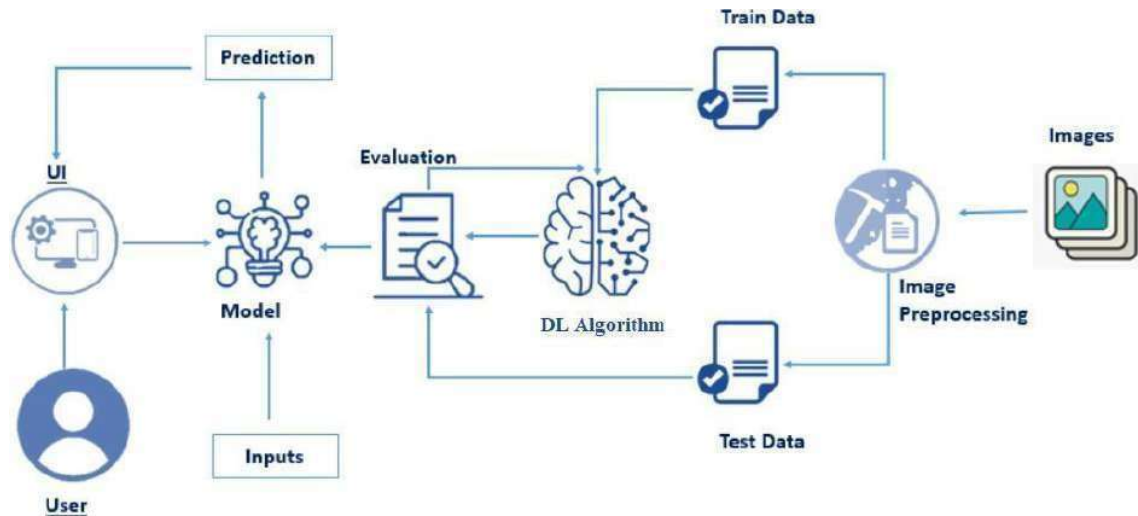 Train Data
Prediction
Images
Evaluation
UI
Model
DL Algorithm
Image
Preprocessing
Test Data
Inputs
User